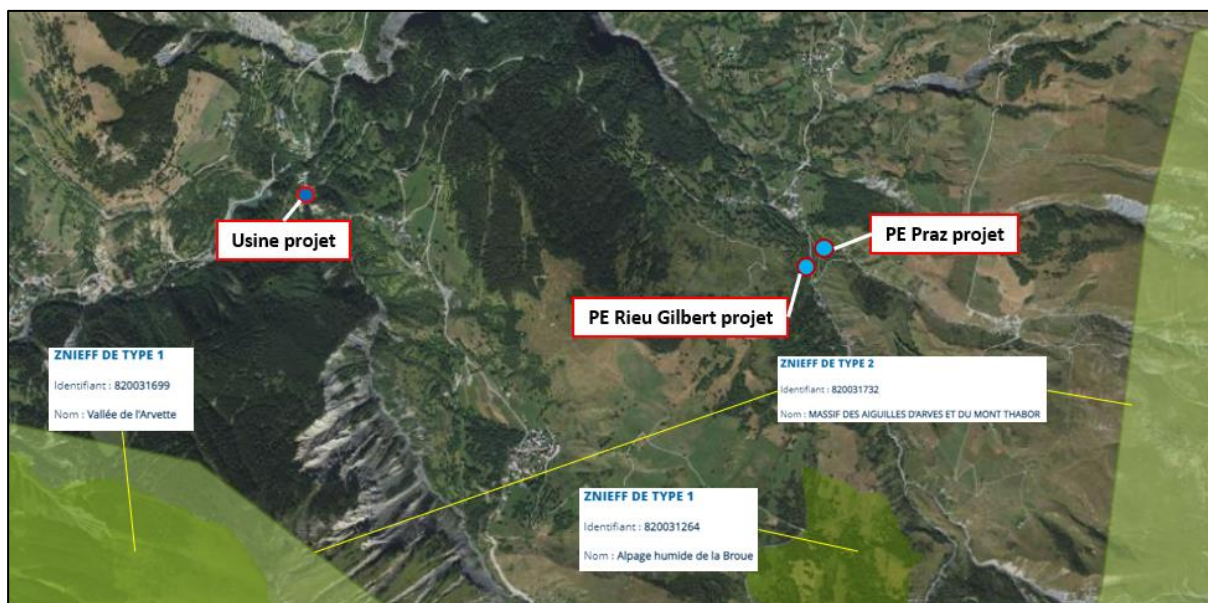 Usine projet
PE Praz projet
PE Rieu Gilbert projet
ZNIEFF DE TYPE 1
Identifiant : 820031699
Nom : Vallée de l'Arvette
ZNIEFF DE TYPE 2
Identifiant : 820031732
Nom : MASSIF DES AIGUILLES D'ARVES ET DU MONT THABOR
ZNIEFF DE TYPE 1
Identifiant : 820031264
Nom : Alpage humide de la Broue